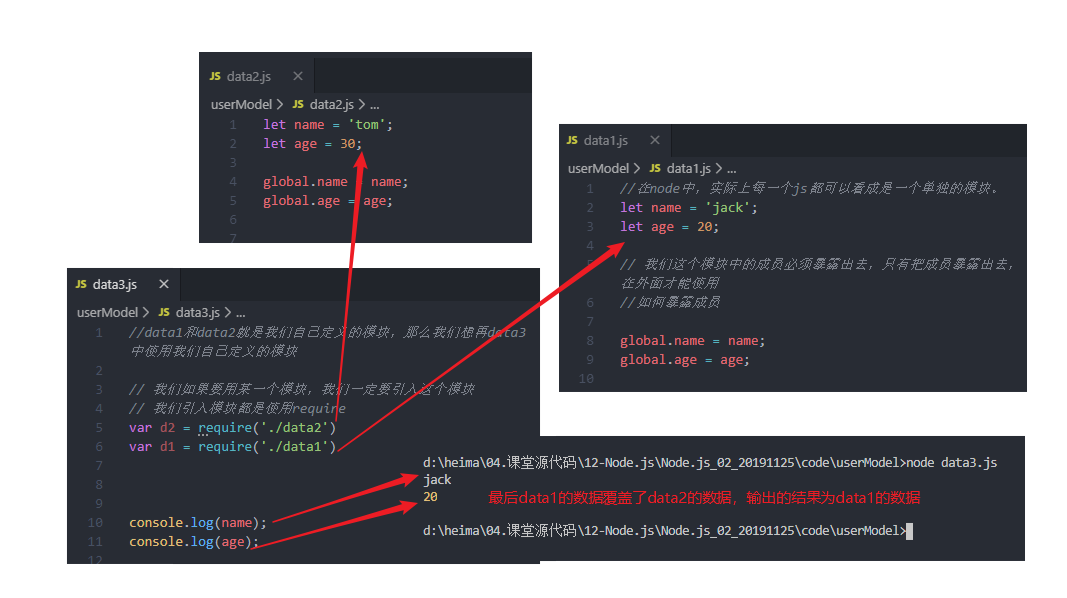 JS data2.js ×
userModel > JS data2.js > ...
1 let name = 'tom';
2 let age = 30;
3
4 global.name = name;
5 global.age = age;
6
7
JS data1.js ×
userModel > JS data1.js > ...
1 //在node中，实际上每一个js都可以看成是一个单独的模块。
2 let name = 'jack';
3 let age = 20;
4
5 // 我们这个模块中的成员必须暴露出去，只有把成员暴露出去，
在外面才能使用
6 //如何暴露成员
7
8 global.name = name;
9 global.age = age;
10
JS data3.js ×
userModel > JS data3.js > ...
1 //data1和data2就是我们自己定义的模块，那么我们想再data3
中使用我们自己定义的模块
2
3 // 我们如果要用某一个模块，我们一定要引入这个模块
4 // 我们引入模块都是使用require
5 var d2 = require('./data2')
6 var d1 = require('./data1')
7
8
9
10 console.log(name);
11 console.log(age);
12
d:\heima\04.课堂源代码\12-Node.js\Node.js_02_20191125\code\userModel>node data3.js
jack
20
最后data1的数据覆盖了data2的数据，输出的结果为data1的数据
d:\heima\04.课堂源代码\12-Node.js\Node.js_02_20191125\code\userModel>